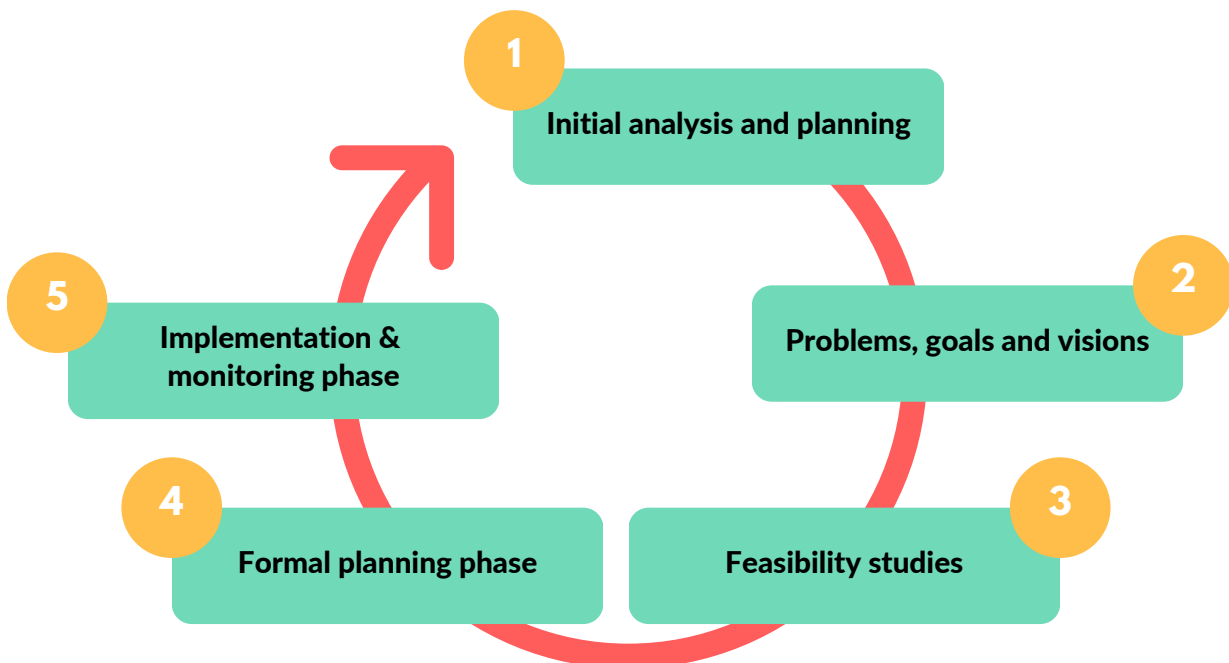 1
Initial analysis and planning
2
Problems, goals and visions
3
Feasibility studies
4
Formal planning phase
5
Implementation &
monitoring phase